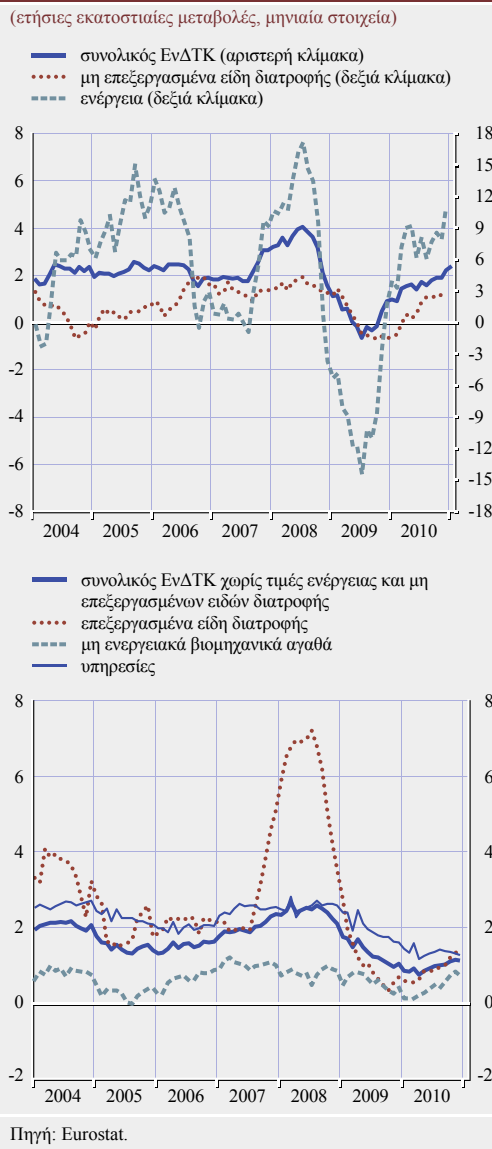 (ετήσιες εκατοστιαίες μεταβολές, μηνιαία στοιχεία)
συνολικός ΕνΔΤΚ (αριστερή κλίμακα)
μη επεξεργασμένα είδη διατροφής (δεξιά κλίμακα)
ενέργεια (δεξιά κλίμακα)
8 18
15
6
12
4
9
6
2
3
0 0
-3
-2
-6
-4
-9
-12
-6
-15
-8 -18
2004 2005 2006 2007 2008 2009 2010
συνολικός ΕνΔΤΚ χωρίς τιμές ενέργειας και μη
επεξεργασμένων ειδών διατροφής
επεξεργασμένα είδη διατροφής
μη ενεργειακά βιομηχανικά αγαθά
υπηρεσίες
8 8
6 6
4 4
2 2
0 0
-2 -2
2004 2005 2006 2007 2008 2009 2010
Πηγή: Eurostat.